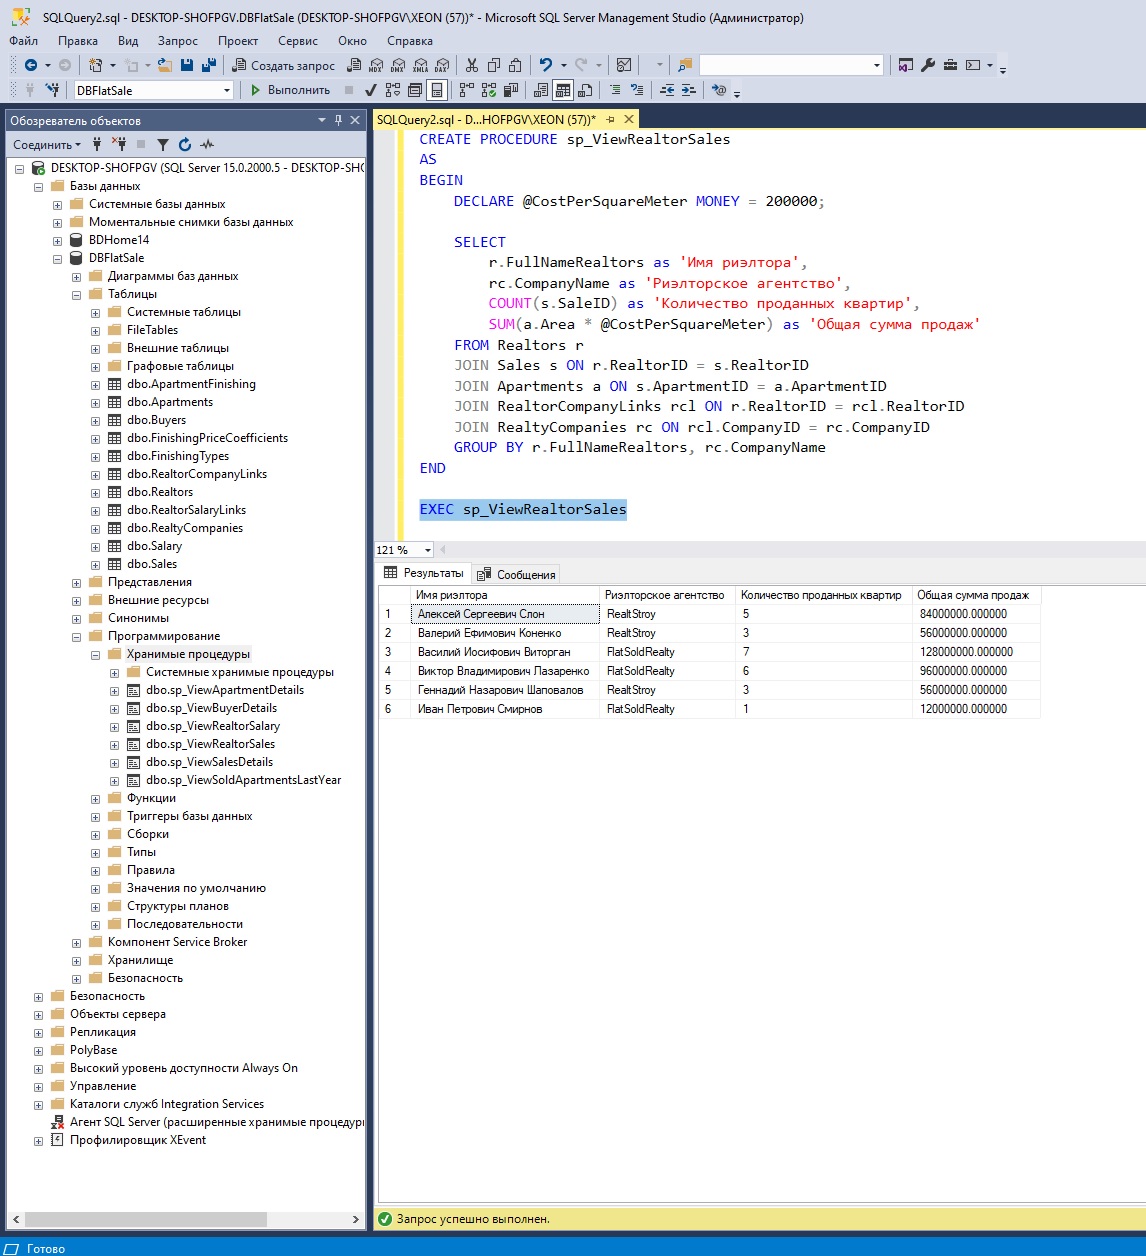 SQLQuery2.sql - DESKTOP-SHOFPGV.DBFlatSale (DESKTOP-SHOFPGV\XEON (57))* - Microsoft SQL Server Management Studio (Администратор)
Файл Правка Вид Запрос Проект Сервис Окно Справка
Создать запрос MDX DMX XMLA DAX
DBFlatSale Выполнить
Обозреватель объектов
Соединить
DESKTOP-SHOFPGV (SQL Server 15.0.2000.5 - DESKTOP-SHO
Базы данных
Системные базы данных
Моментальные снимки базы данных
BDHome14
DBFlatSale
Диаграммы баз данных
Таблицы
Системные таблицы
FileTables
Внешние таблицы
Графовые таблицы
dbo.ApartmentFinishing
dbo.Apartments
dbo.Buyers
dbo.FinishingPriceCoefficients
dbo.FinishingTypes
dbo.RealtorCompanyLinks
dbo.Realtors
dbo.RealtorSalaryLinks
dbo.RealtyCompanies
dbo.Salary
dbo.Sales
Представления
Внешние ресурсы
Синонимы
Программирование
Хранимые процедуры
Системные хранимые процедуры
dbo.sp_ViewApartmentDetails
dbo.sp_ViewBuyerDetails
dbo.sp_ViewRealtorSalary
dbo.sp_ViewRealtorSales
dbo.sp_ViewSalesDetails
dbo.sp_ViewSoldApartmentsLastYear
Функции
Триггеры базы данных
Сборки
Типы
Правила
Значения по умолчанию
Структуры планов
Последовательности
Компонент Service Broker
Хранилище
Безопасность
Безопасность
Объекты сервера
Репликация
PolyBase
Высокий уровень доступности Always On
Управление
Каталоги служб Integration Services
Агент SQL Server (расширенные хранимые процедур
Профилировщик XEvent
SQLQuery2.sql - D...HOFPGV\XEON (57))*
CREATE PROCEDURE sp_ViewRealtorSales
AS
BEGIN
DECLARE @CostPerSquareMeter MONEY = 200000;
SELECT
r.FullNameRealtors as 'Имя риэлтора',
rc.CompanyName as 'Риэлторское агентство',
COUNT(s.SaleID) as 'Количество проданных квартир',
SUM(a.Area * @CostPerSquareMeter) as 'Общая сумма продаж'
FROM Realtors r
JOIN Sales s ON r.RealtorID = s.RealtorID
JOIN Apartments a ON s.ApartmentID = a.ApartmentID
JOIN RealtorCompanyLinks rcl ON r.RealtorID = rcl.RealtorID
JOIN RealtyCompanies rc ON rcl.CompanyID = rc.CompanyID
GROUP BY r.FullNameRealtors, rc.CompanyName
END
EXEC sp_ViewRealtorSales
121 %
Результаты Сообщения
Имя риэлтора Риэлторское агентство Количество проданных квартир Общая сумма продаж
1 Алексей Сергеевич Слон RealtStroy 5 84000000.000000
2 Валерий Ефимович Коненко RealtStroy 3 56000000.000000
3 Василий Иосифович Виторган FlatSoldRealty 7 128000000.000000
4 Виктор Владимирович Лазаренко FlatSoldRealty 6 96000000.000000
5 Геннадий Назарович Шаповалов RealtStroy 3 56000000.000000
6 Иван Петрович Смирнов FlatSoldRealty 1 12000000.000000
Запрос успешно выполнен.
Готово